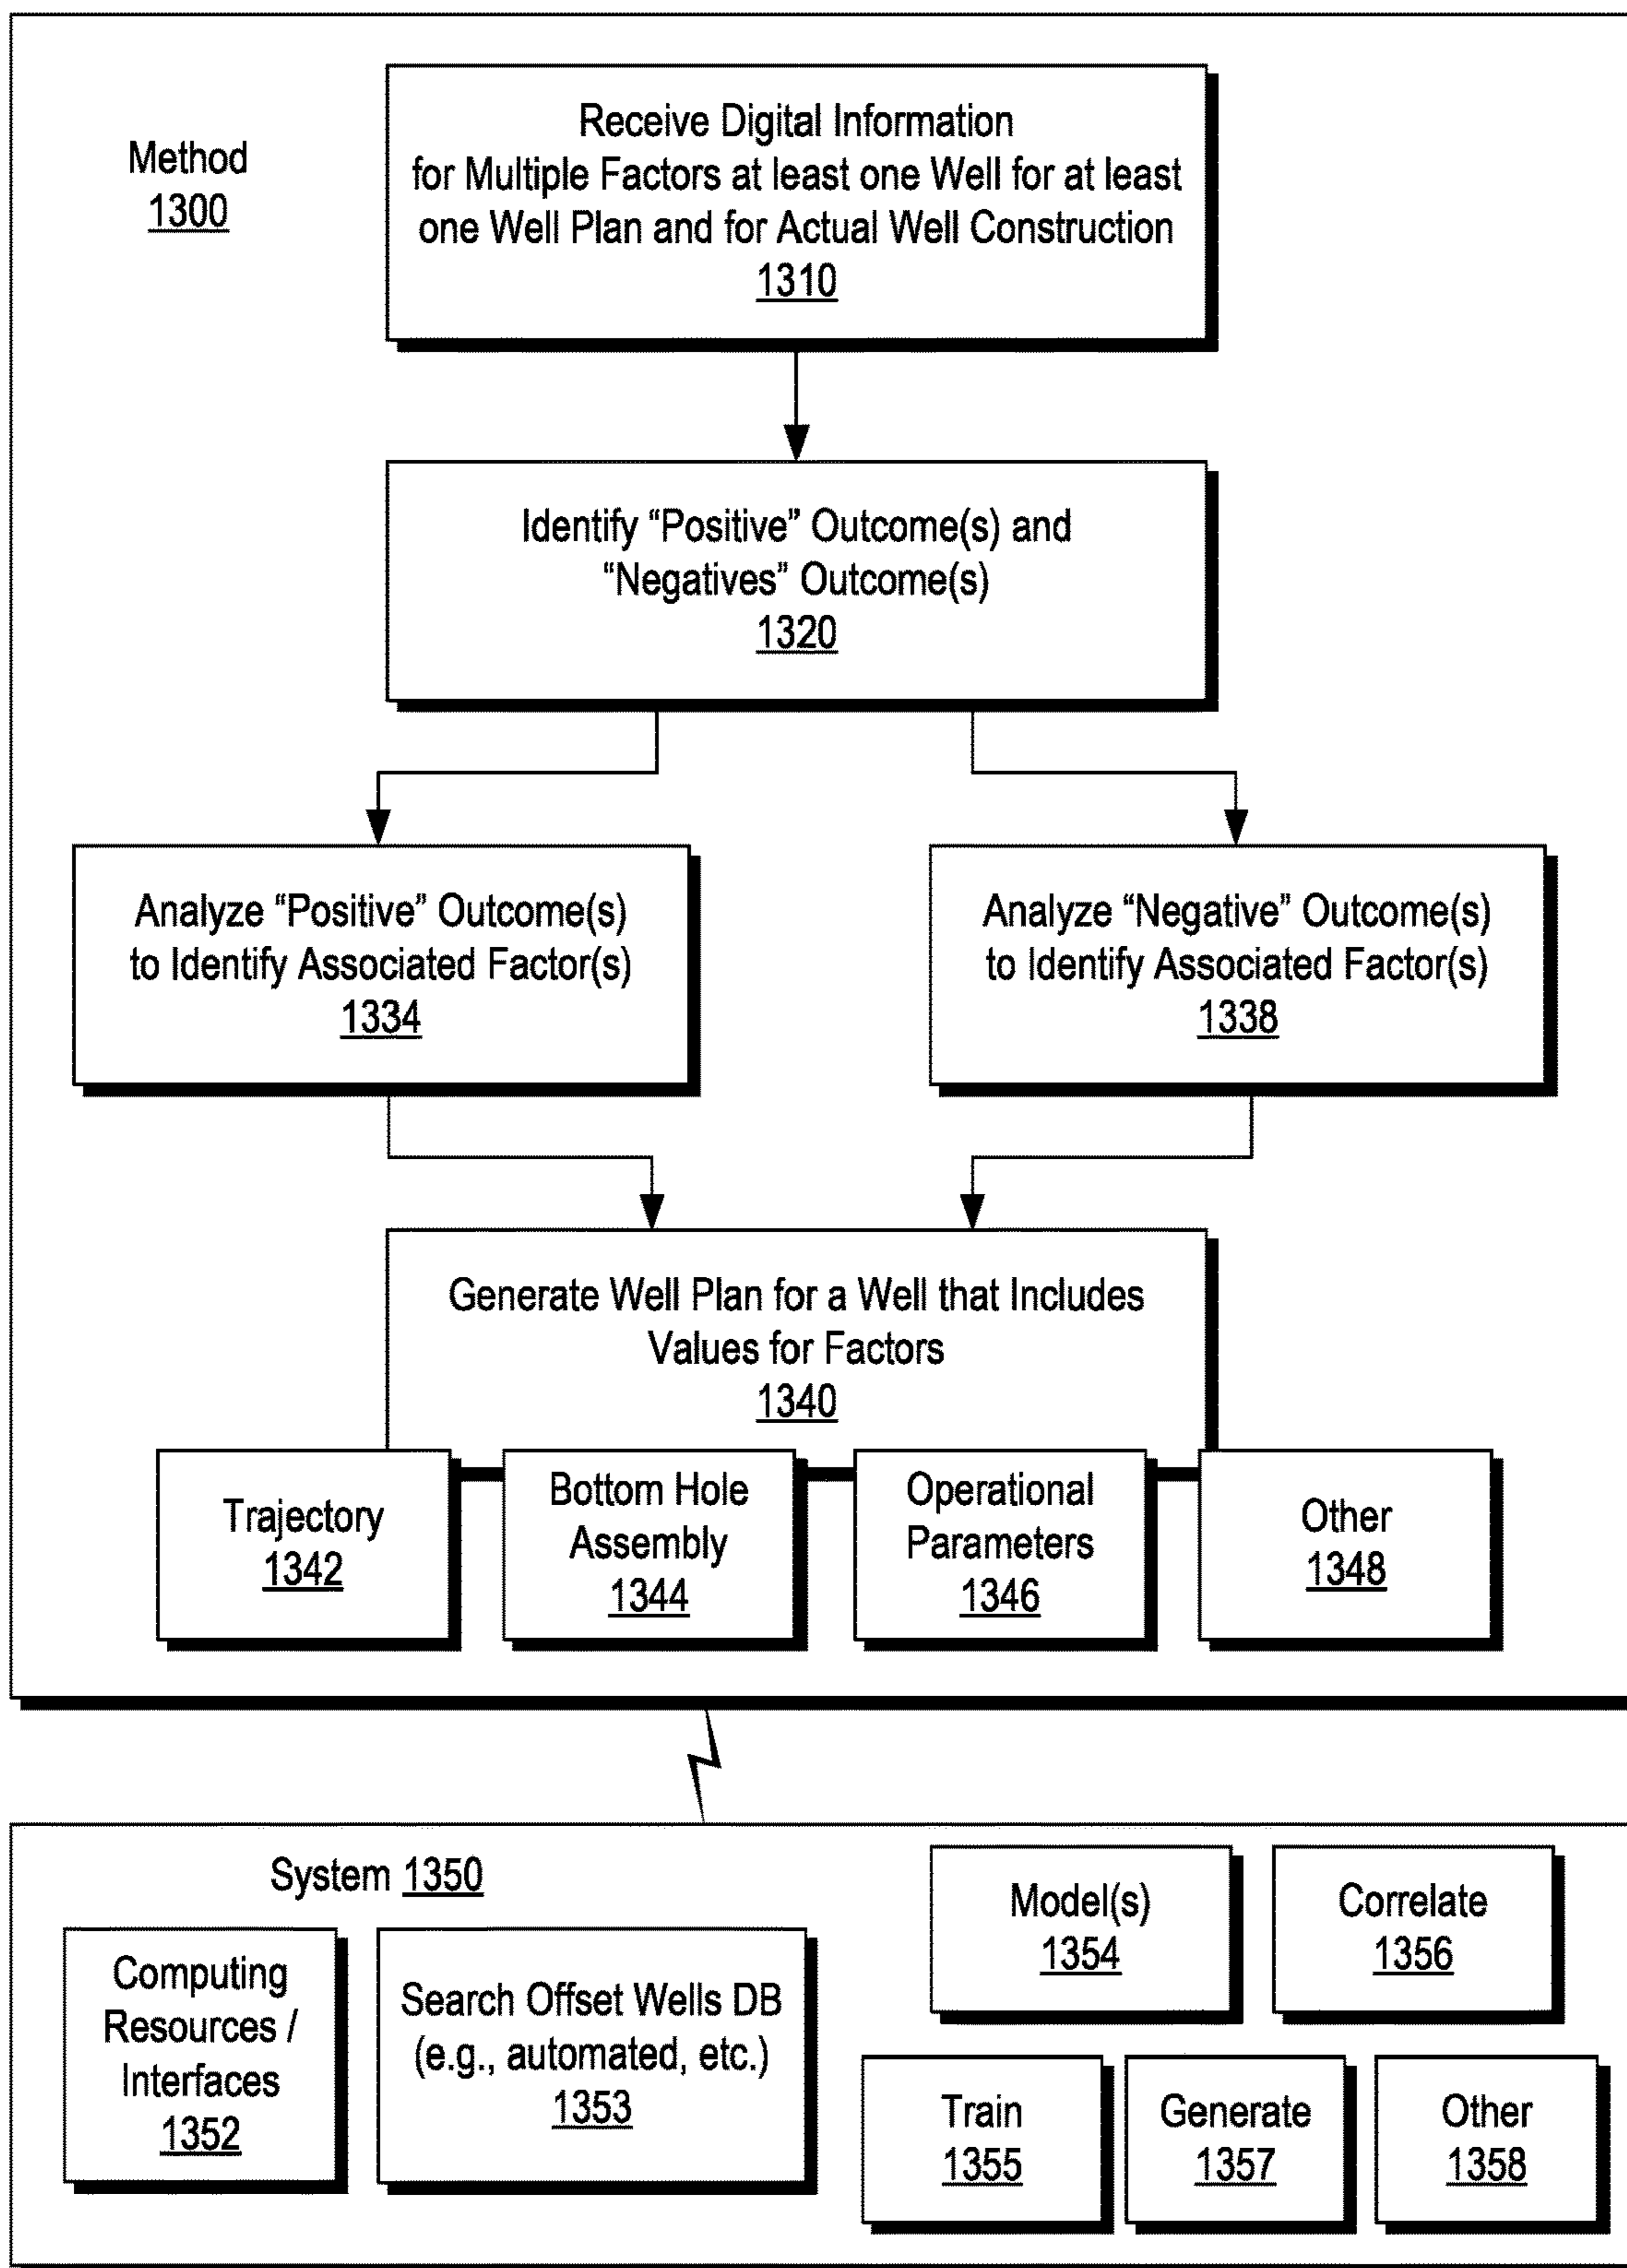 Method
1300
Receive Digital Information
for Multiple Factors at least one Well for at least
one Well Plan and for Actual Well Construction
1310
Identify “Positive” Outcome(s) and
“Negatives” Outcome(s)
1320
Analyze “Positive” Outcome(s)
to Identify Associated Factor(s)
1334
Analyze “Negative” Outcome(s)
to Identify Associated Factor(s)
1338
Generate Well Plan for a Well that Includes
Values for Factors
1340
Trajectory
1342
Bottom Hole
Assembly
1344
Operational
Parameters
1346
Other
1348
System 1350
Computing
Resources /
Interfaces
1352
Search Offset Wells DB
(e.g., automated, etc.)
1353
Model(s)
1354
Correlate
1356
Train
1355
Generate
1357
Other
1358